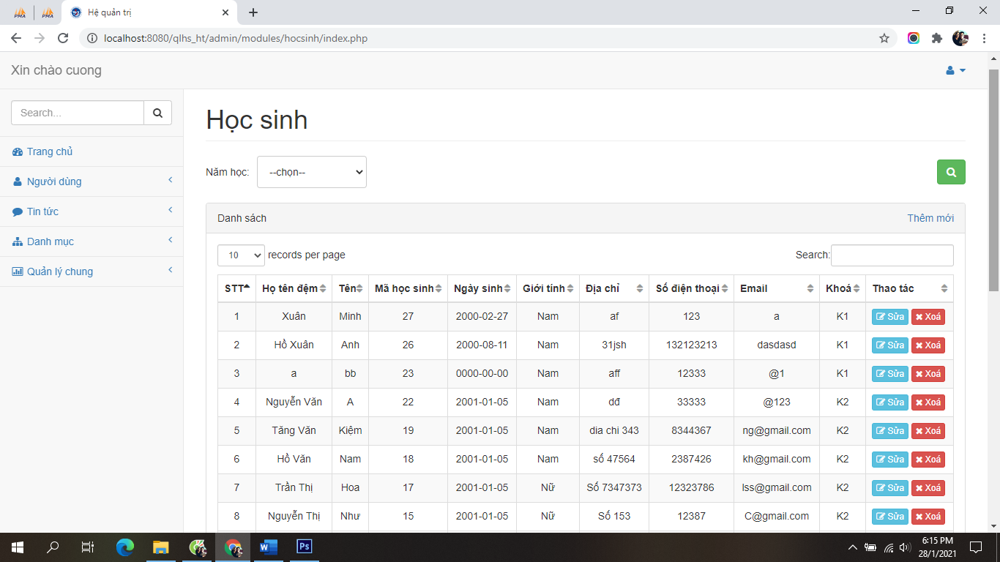 PMA PMA Hệ quản trị
localhost:8080/qlhs_ht/admin/modules/hocsinh/index.php
Xin chào cuong
Search...
Trang chủ
Người dùng
Tin tức
Danh mục
Quản lý chung
Học sinh
Năm học: --chọn--
Danh sách Thêm mới
10 records per page Search:
STT Họ tên đệm Tên Mã học sinh Ngày sinh Giới tính Địa chỉ Số điện thoại Email Khoá Thao tác
1 Xuân Minh 27 2000-02-27 Nam af 123 a K1 Sửa Xoá
2 Hồ Xuân Anh 26 2000-08-11 Nam 31jsh 132123213 dasdasd K1 Sửa Xoá
3 a bb 23 0000-00-00 Nam aff 12333 @1 K1 Sửa Xoá
4 Nguyễn Văn A 22 2001-01-05 Nam dđ 33333 @123 K2 Sửa Xoá
5 Tăng Văn Kiệm 19 2001-01-05 Nam dia chi 343 8344367 ng@gmail.com K2 Sửa Xoá
6 Hồ Văn Nam 18 2001-01-05 Nam số 47564 2387426 kh@gmail.com K2 Sửa Xoá
7 Trần Thị Hoa 17 2001-01-05 Nữ Số 7347373 12323786 lss@gmail.com K2 Sửa Xoá
8 Nguyễn Thị Như 15 2001-01-05 Nữ Số 153 12387 C@gmail.com K2 Sửa Xoá
Ps
6:15 PM
28/1/2021